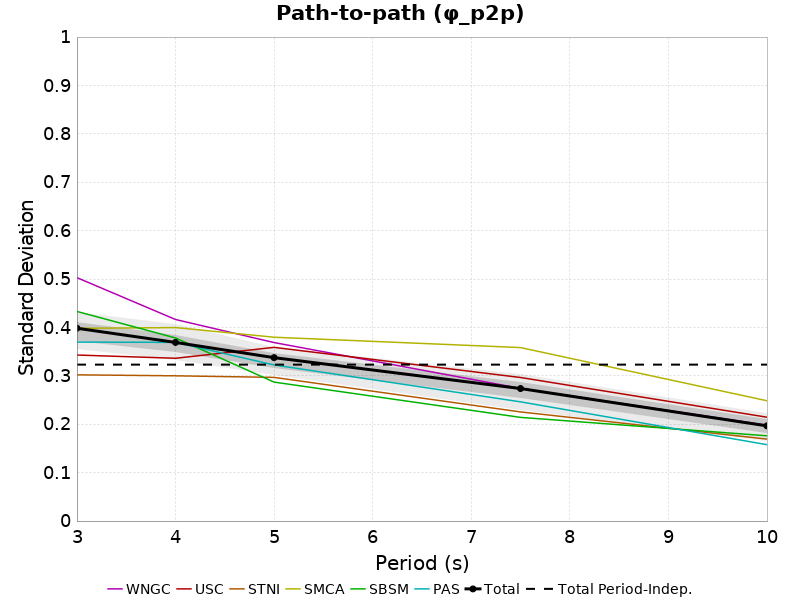 Path-to-path (φ_p2p)
1
0.9
0.8
0.7
0.6
0.5
0.4
0.3
0.2
0.1
0
Standard Deviation
3 4 5 6 7 8 9 10
Period (s)
WNGC USC STNI SMCA SBSM PAS Total Total Period-Indep.